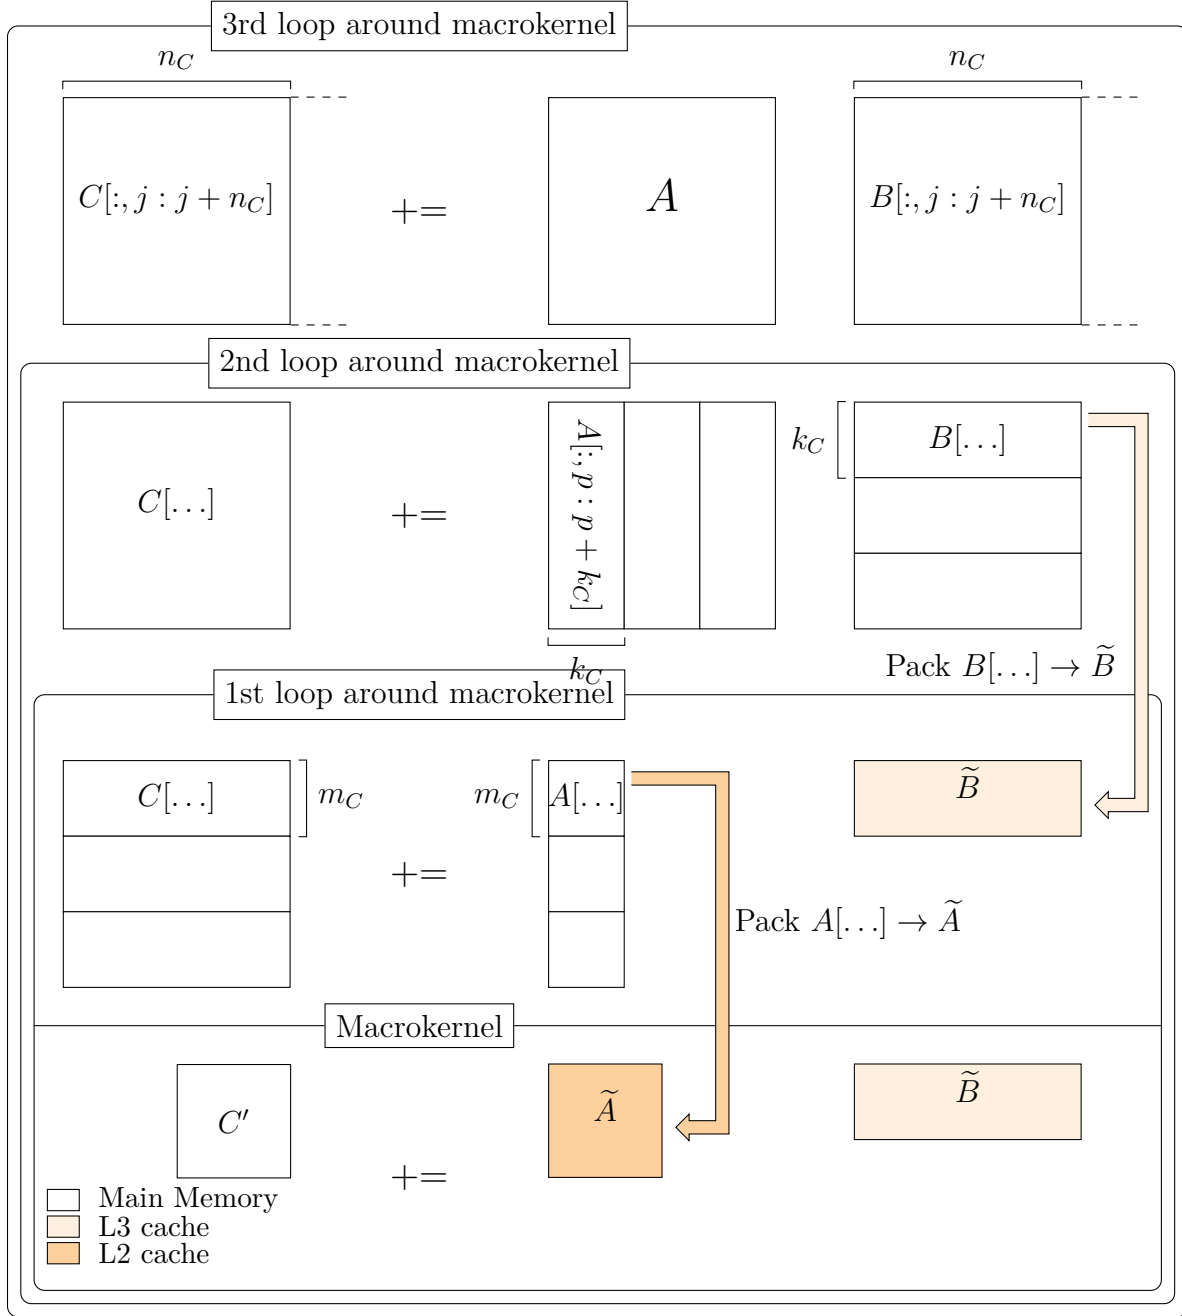 3rd loop around macrokernel
n_C
n_C
C[:, j : j + n_C]
+=
A
B[:, j : j + n_C]
2nd loop around macrokernel
C[...]
+=
A[:, p : p + k_C]
k_C
k_C
B[...]
Pack B[...] → B̃
1st loop around macrokernel
C[...]
m_C
+=
m_C
A[...]
B̃
Pack A[...] → Ã
Macrokernel
C′
+=
Ã
B̃
Main Memory
L3 cache
L2 cache